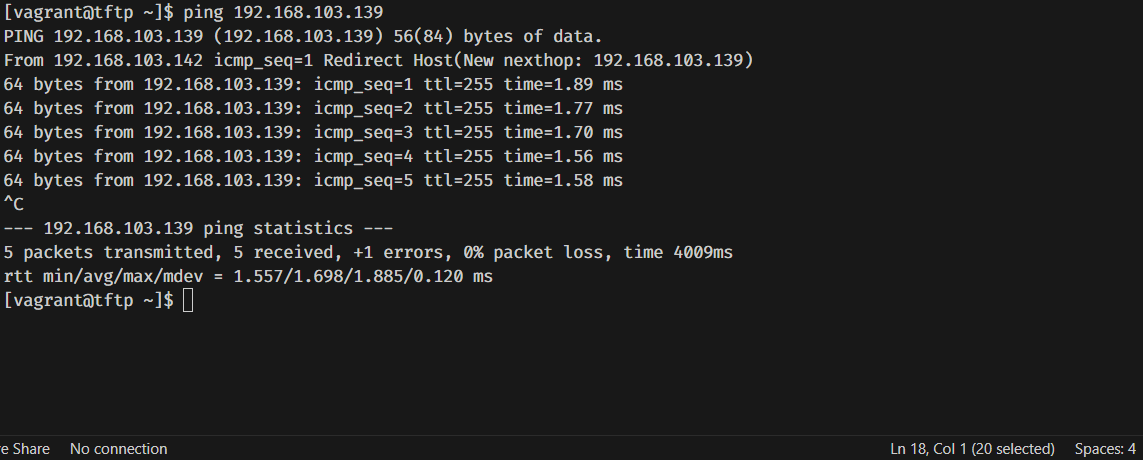 [vagrant@tftp ~]$ ping 192.168.103.139
PING 192.168.103.139 (192.168.103.139) 56(84) bytes of data.
From 192.168.103.142 icmp_seq=1 Redirect Host(New nexthop: 192.168.103.139)
64 bytes from 192.168.103.139: icmp_seq=1 ttl=255 time=1.89 ms
64 bytes from 192.168.103.139: icmp_seq=2 ttl=255 time=1.77 ms
64 bytes from 192.168.103.139: icmp_seq=3 ttl=255 time=1.70 ms
64 bytes from 192.168.103.139: icmp_seq=4 ttl=255 time=1.56 ms
64 bytes from 192.168.103.139: icmp_seq=5 ttl=255 time=1.58 ms
^C
--- 192.168.103.139 ping statistics ---
5 packets transmitted, 5 received, +1 errors, 0% packet loss, time 4009ms
rtt min/avg/max/mdev = 1.557/1.698/1.885/0.120 ms
[vagrant@tftp ~]$
e Share No connection Ln 18, Col 1 (20 selected) Spaces: 4